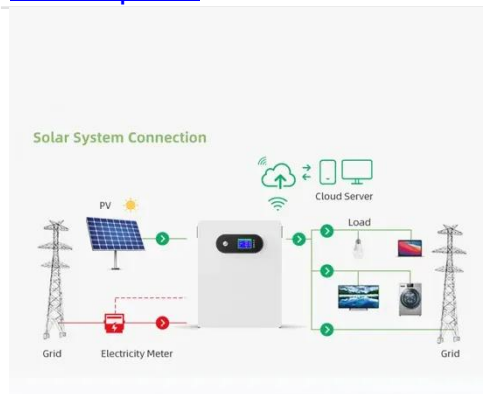 Solar System Connection
Cloud Server
PV
Load
Grid
Electricity Meter
Grid